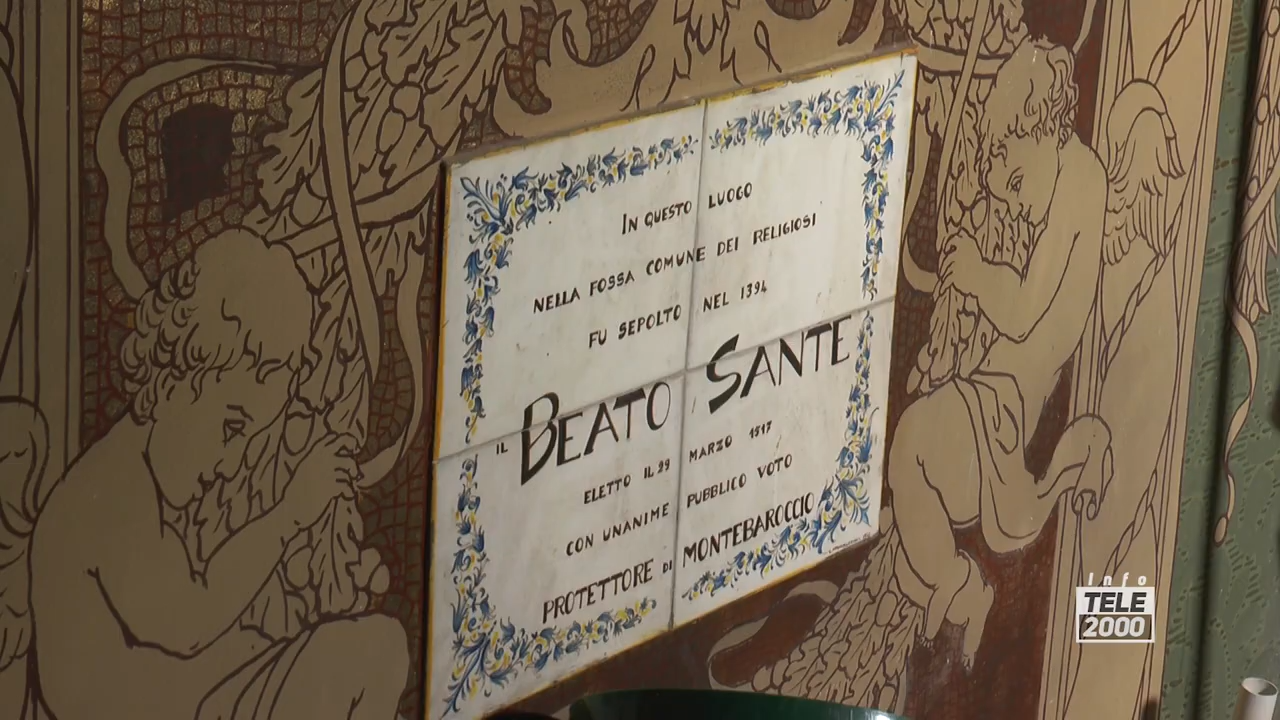 IN QUESTO LUOGO
NELLA FOSSA COMUNE DEI RELIGIOSI
FU SEPOLTO NEL 1394
IL BEATO SANTE
ELETTO IL 29 MARZO 1517
CON UNANIME PUBBLICO VOTO
PROTETTORE DI MONTEBAROCCIO
Info
TELE
2000